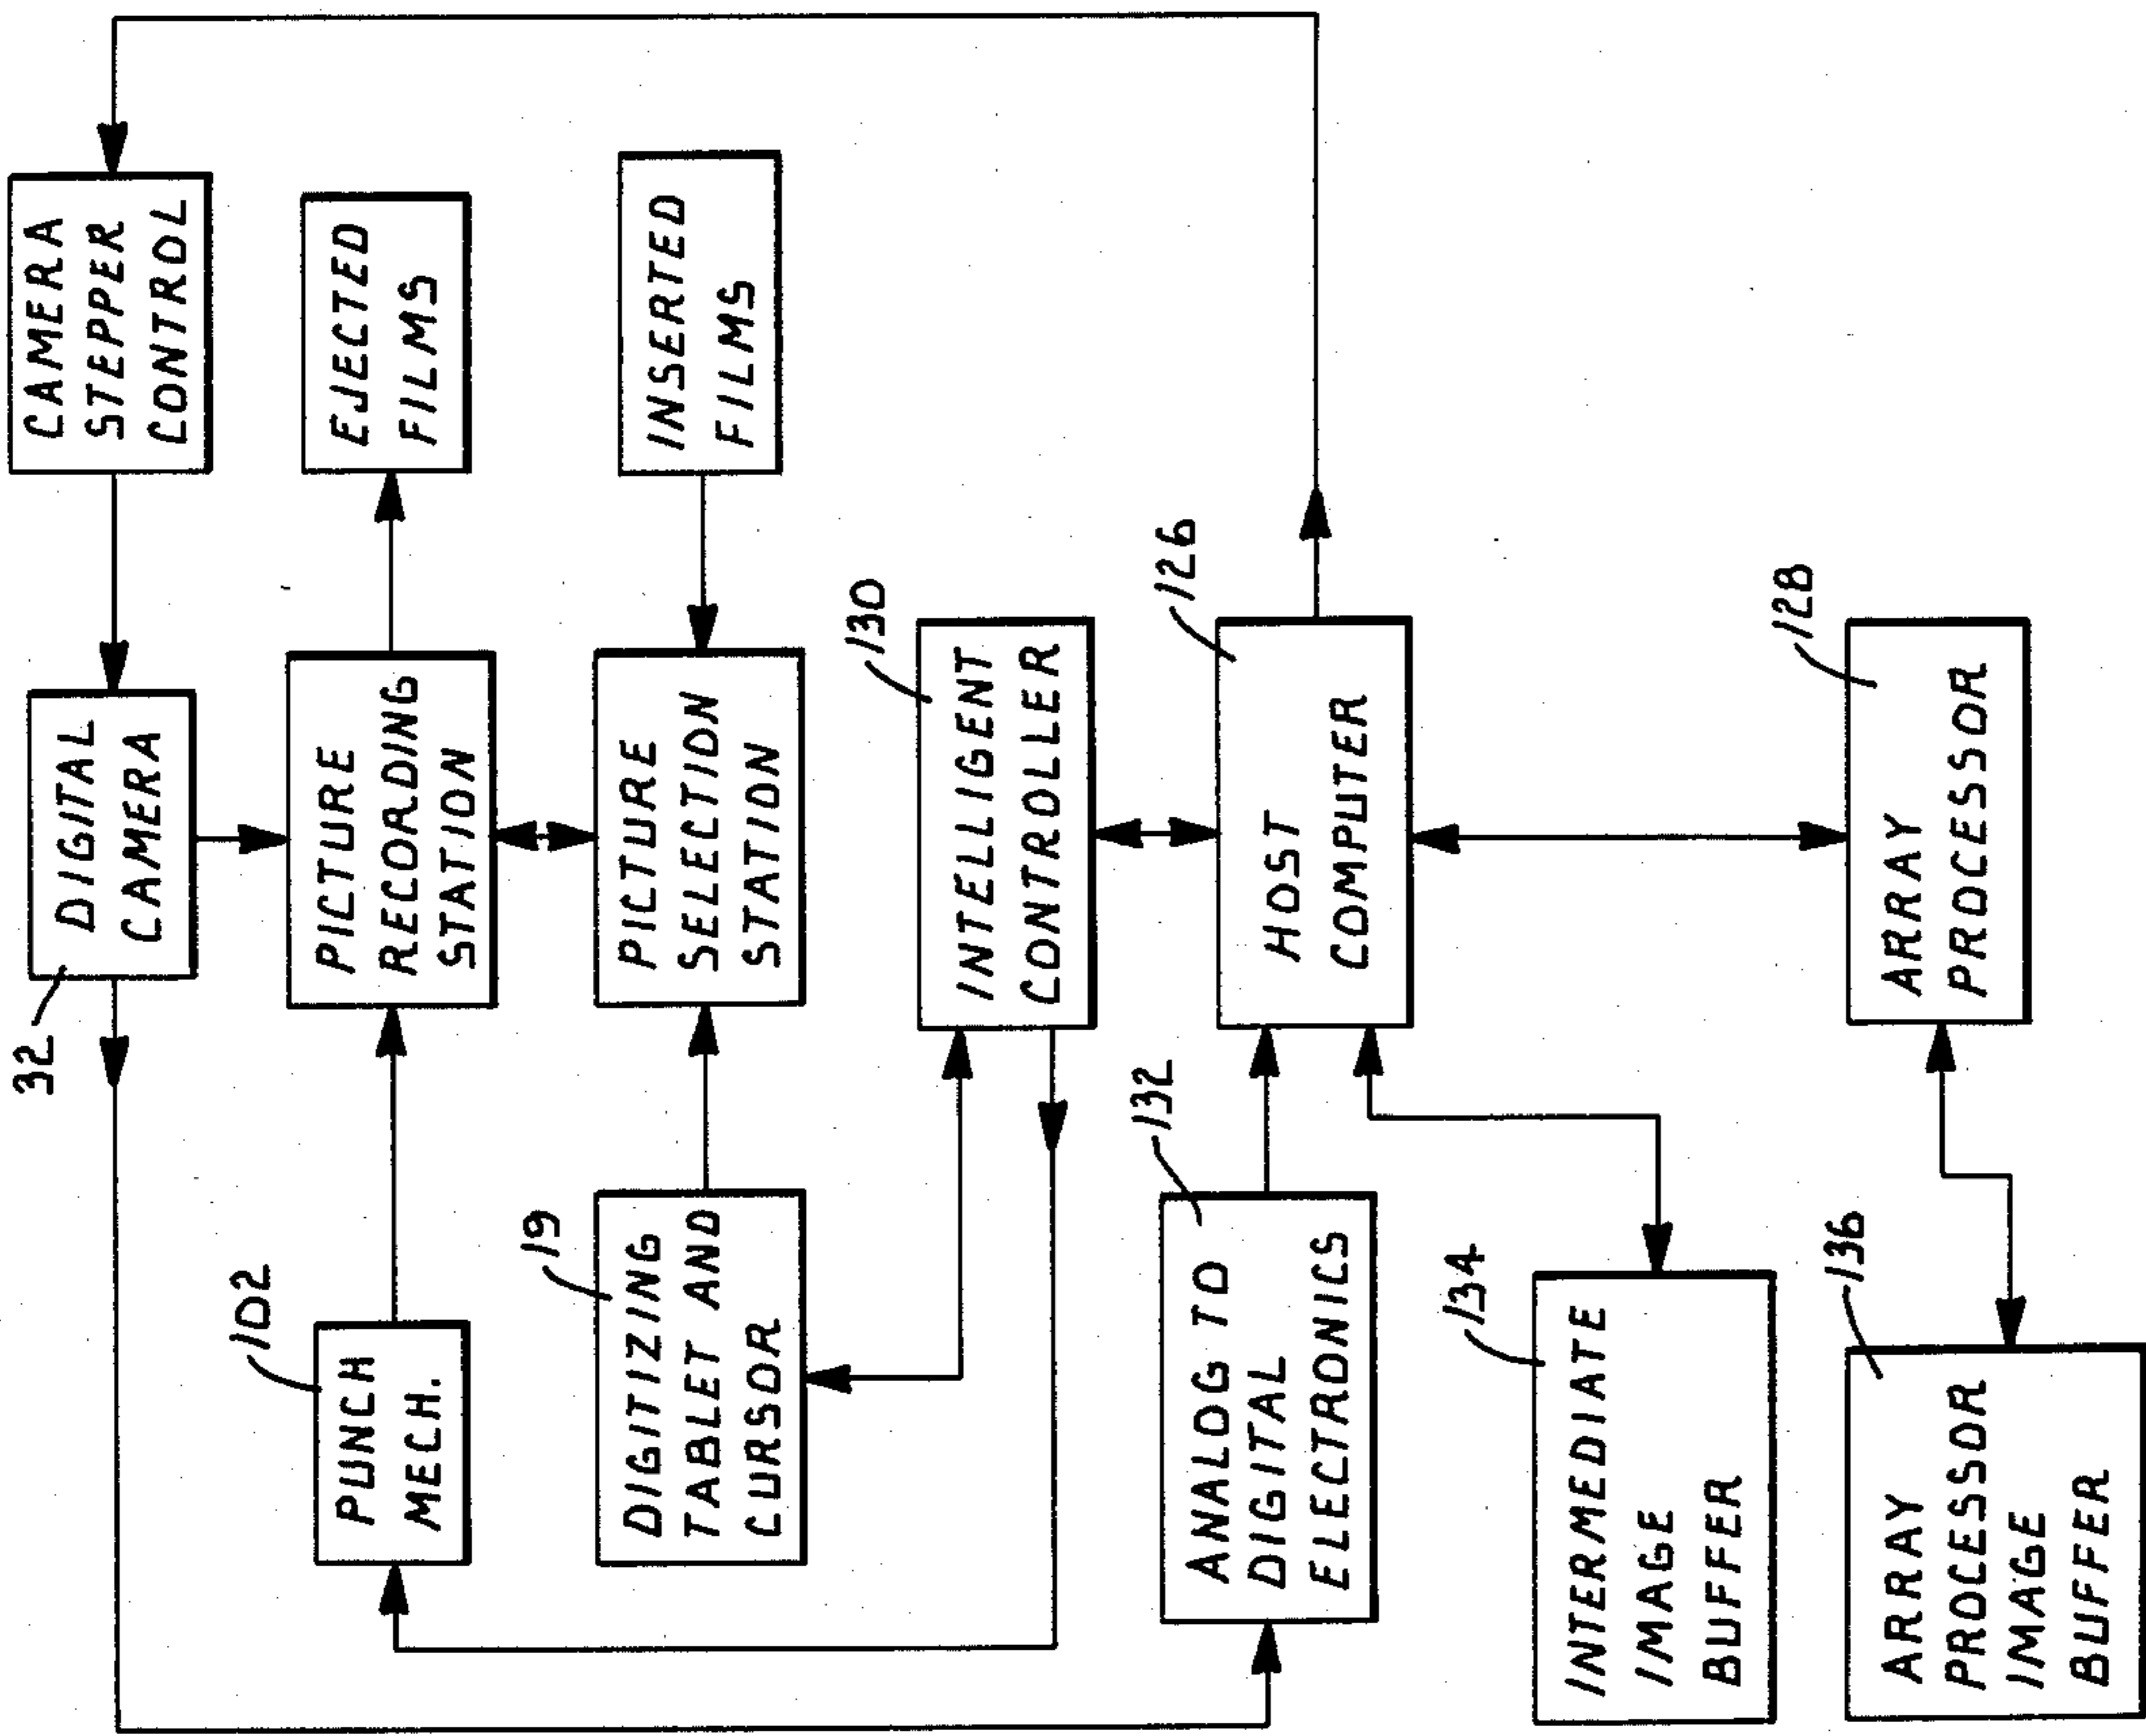 32
DIGITAL
CAMERA
CAMERA
STEPPER
CONTROL
102
PUNCH
MECH.
PICTURE
RECORDING
STATION
EJECTED
FILMS
19
DIGITIZING
TABLET AND
CURSOR
PICTURE
SELECTION
STATION
INSERTED
FILMS
130
INTELLIGENT
CONTROLLER
132
ANALOG TO
DIGITAL
ELECTRONICS
126
HOST
COMPUTER
134
INTERMEDIATE
IMAGE
BUFFER
136
ARRAY
PROCESSOR
IMAGE
BUFFER
128
ARRAY
PROCESSOR